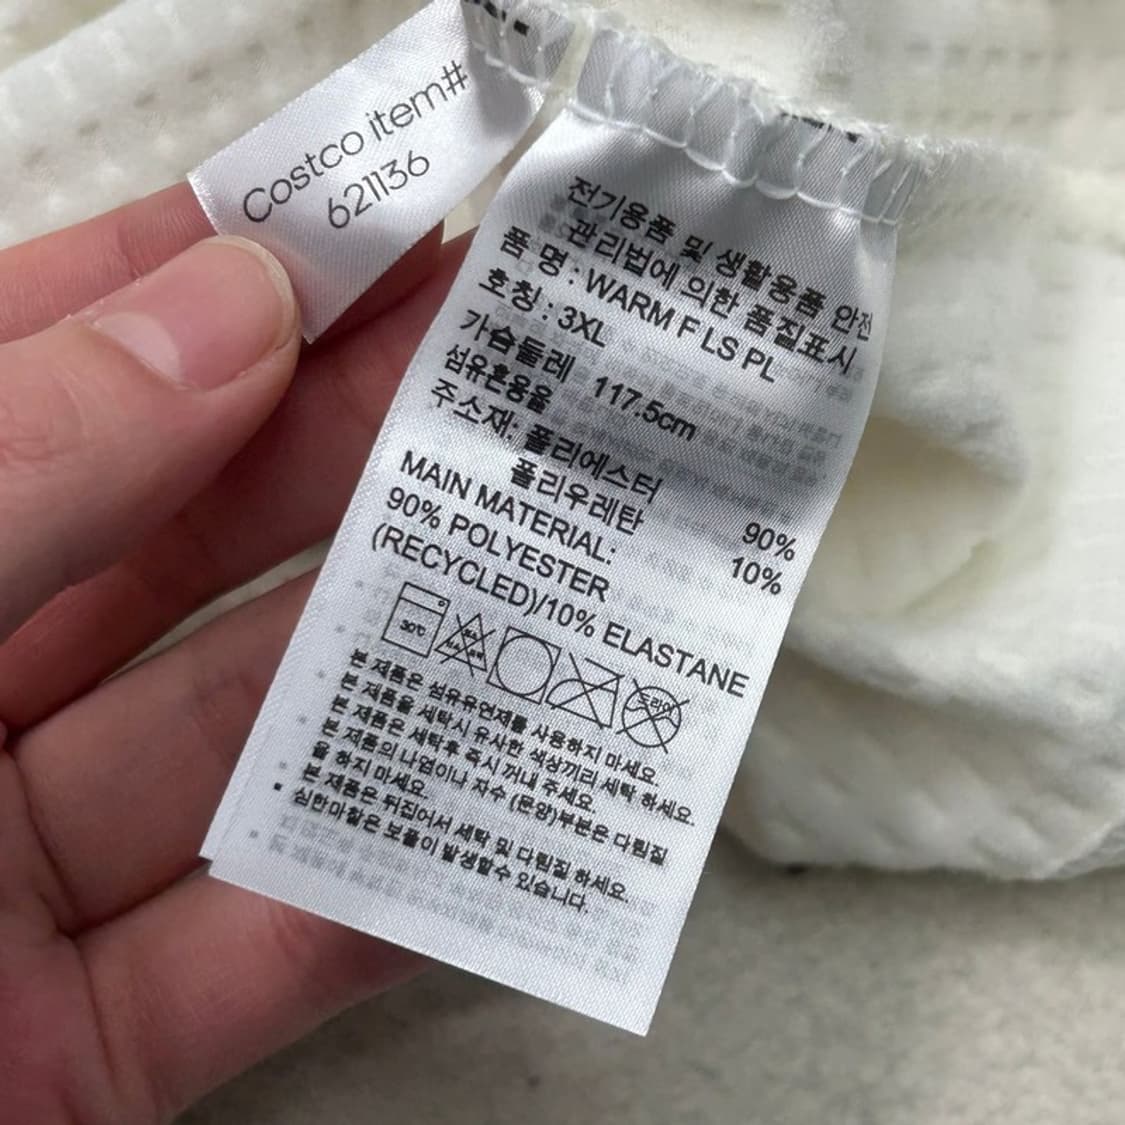 Costco item#
621136
전기용품 및 생활용품 안전
관리법에 의한 품질표시
품 명 : WARM F LS PL
호칭 : 3XL
가슴둘레 117.5cm
섬유혼용율
주소재: 폴리에스터 90%
폴리우레탄 10%
MAIN MATERIAL:
90% POLYESTER
(RECYCLED)/10% ELASTANE
30℃
드라이
본 제품은 섬유유연제를 사용하지 마세요.
본 제품을 세탁시 유사한 색상끼리 세탁 하세요.
본 제품은 세탁후 즉시 꺼내 주세요.
본 제품의 나염이나 자수 (문양)부분은 다림질
을 하지 마세요.
본 제품은 뒤집어서 세탁 및 다림질 하세요.
심한마찰은 보풀이 발생할수 있습니다.